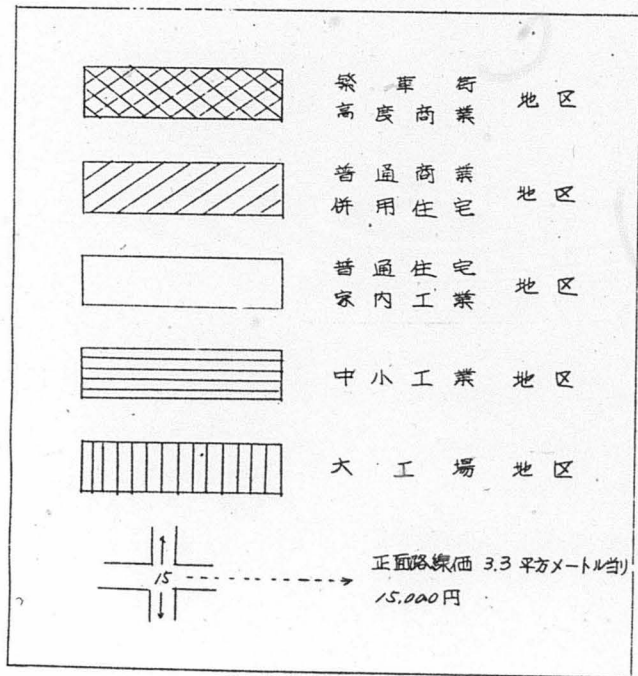 繁車街
高度商業 地区
普通商業
併用住宅 地区
普通住宅
家内工業 地区
中小工業 地区
大工場 地区
15
正面路線価 3.3平方メートル当り
15.000円